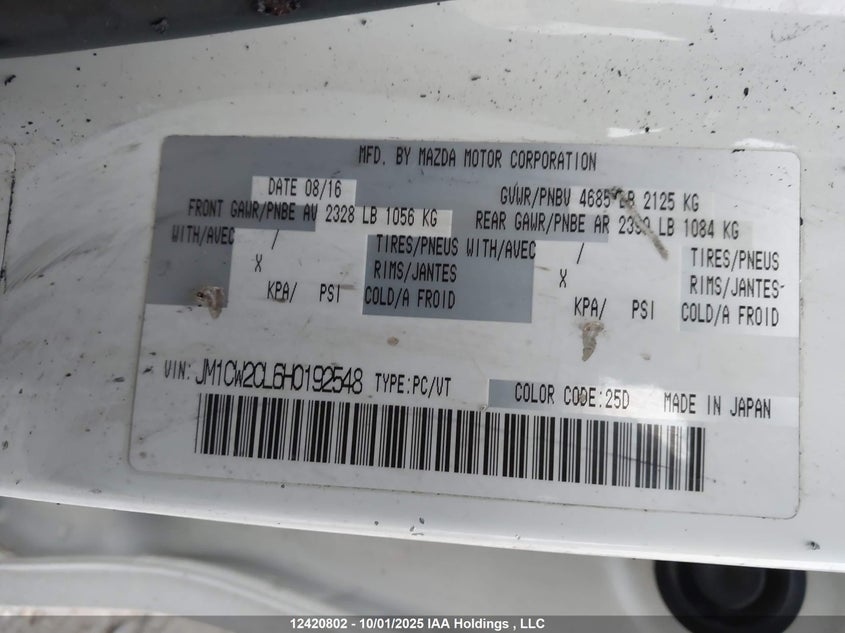 MFD. BY MAZDA MOTOR CORPORATION
DATE 08/16 GVWR/PNBV 4685 LB 2125 KG
FRONT GAWR/PNBE AV 2328 LB 1056 KG REAR GAWR/PNBE AR LB 1084 KG
WITH/AVEC / TIRES/PNEUS WITH/AVEC / TIRES/PNEUS
X RIMS/JANTES X RIMS/JANTES
KPA/ PSI COLD/A FROID KPA/ PSI COLD/A FROID
VIN: JM1CW2CL6H0192548 TYPE:PC/VT COLOR CODE:25D MADE IN JAPAN
12420802 - 10/01/2025 IAA Holdings , LLC